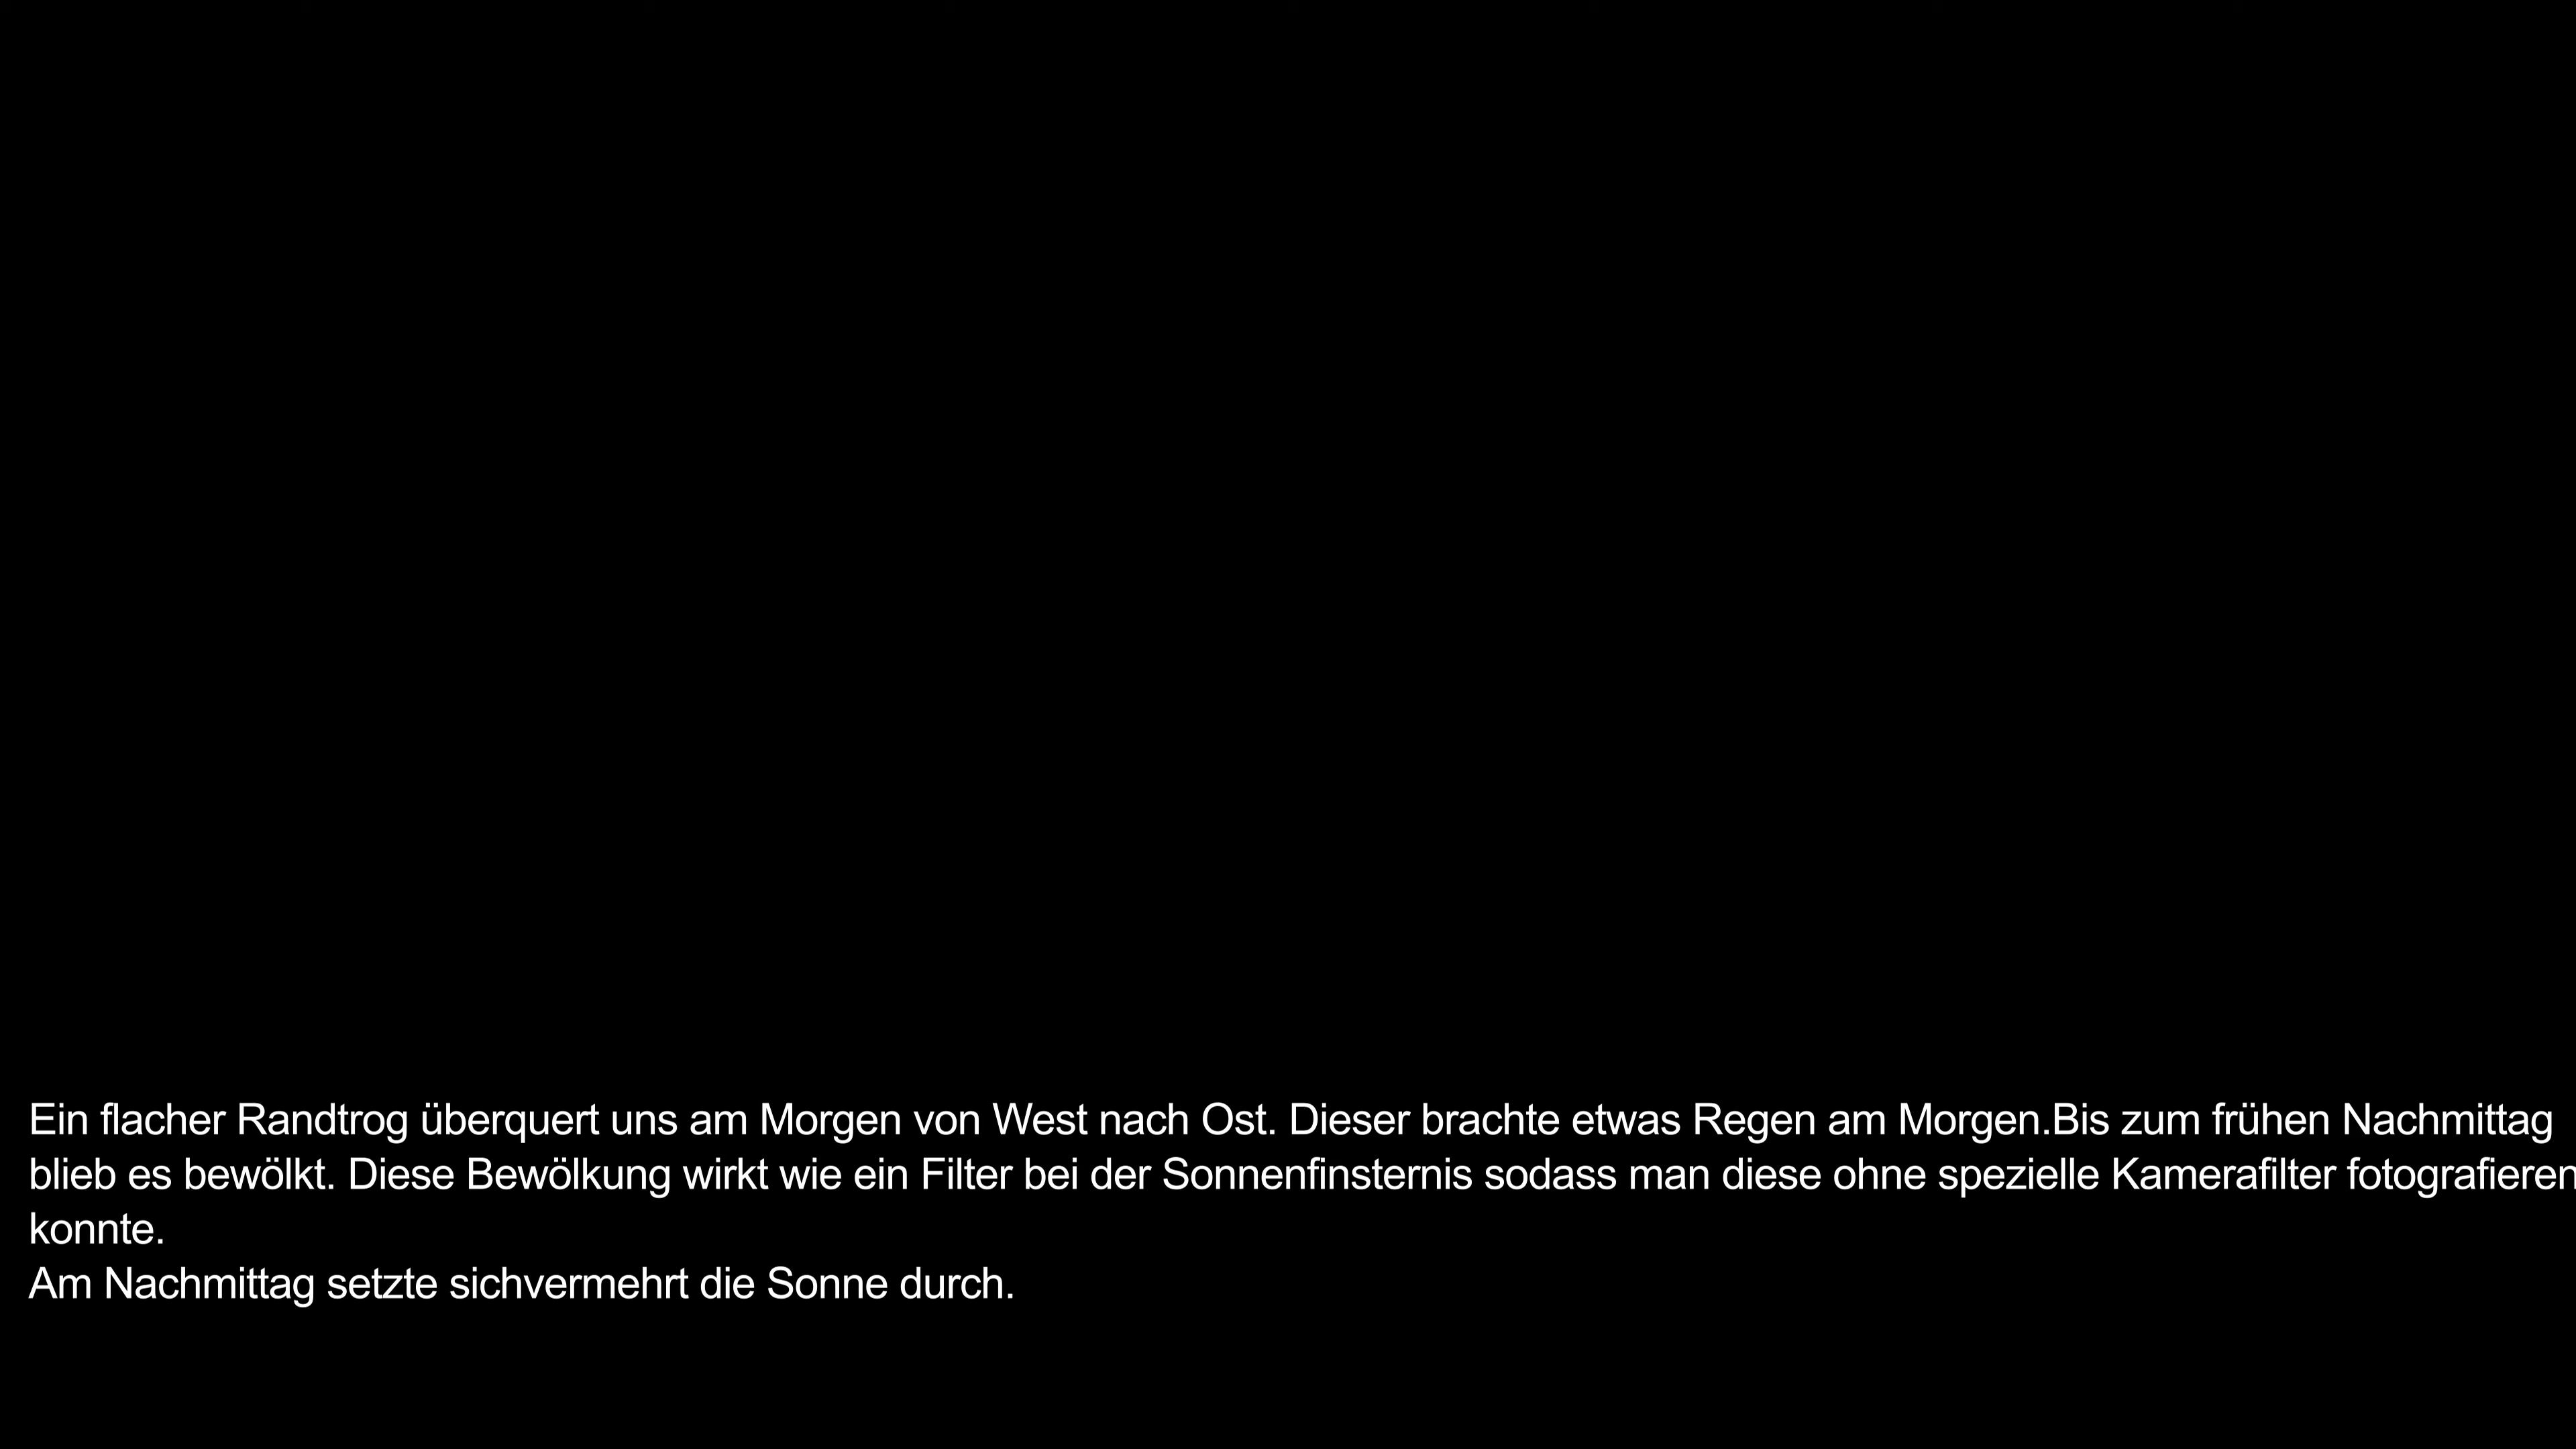 Ein flacher Randtrog überquert uns am Morgen von West nach Ost. Dieser brachte etwas Regen am Morgen.Bis zum frühen Nachmittag
blieb es bewölkt. Diese Bewölkung wirkt wie ein Filter bei der Sonnenfinsternis sodass man diese ohne spezielle Kamerafilter fotografieren
konnte.
Am Nachmittag setzte sichvermehrt die Sonne durch.